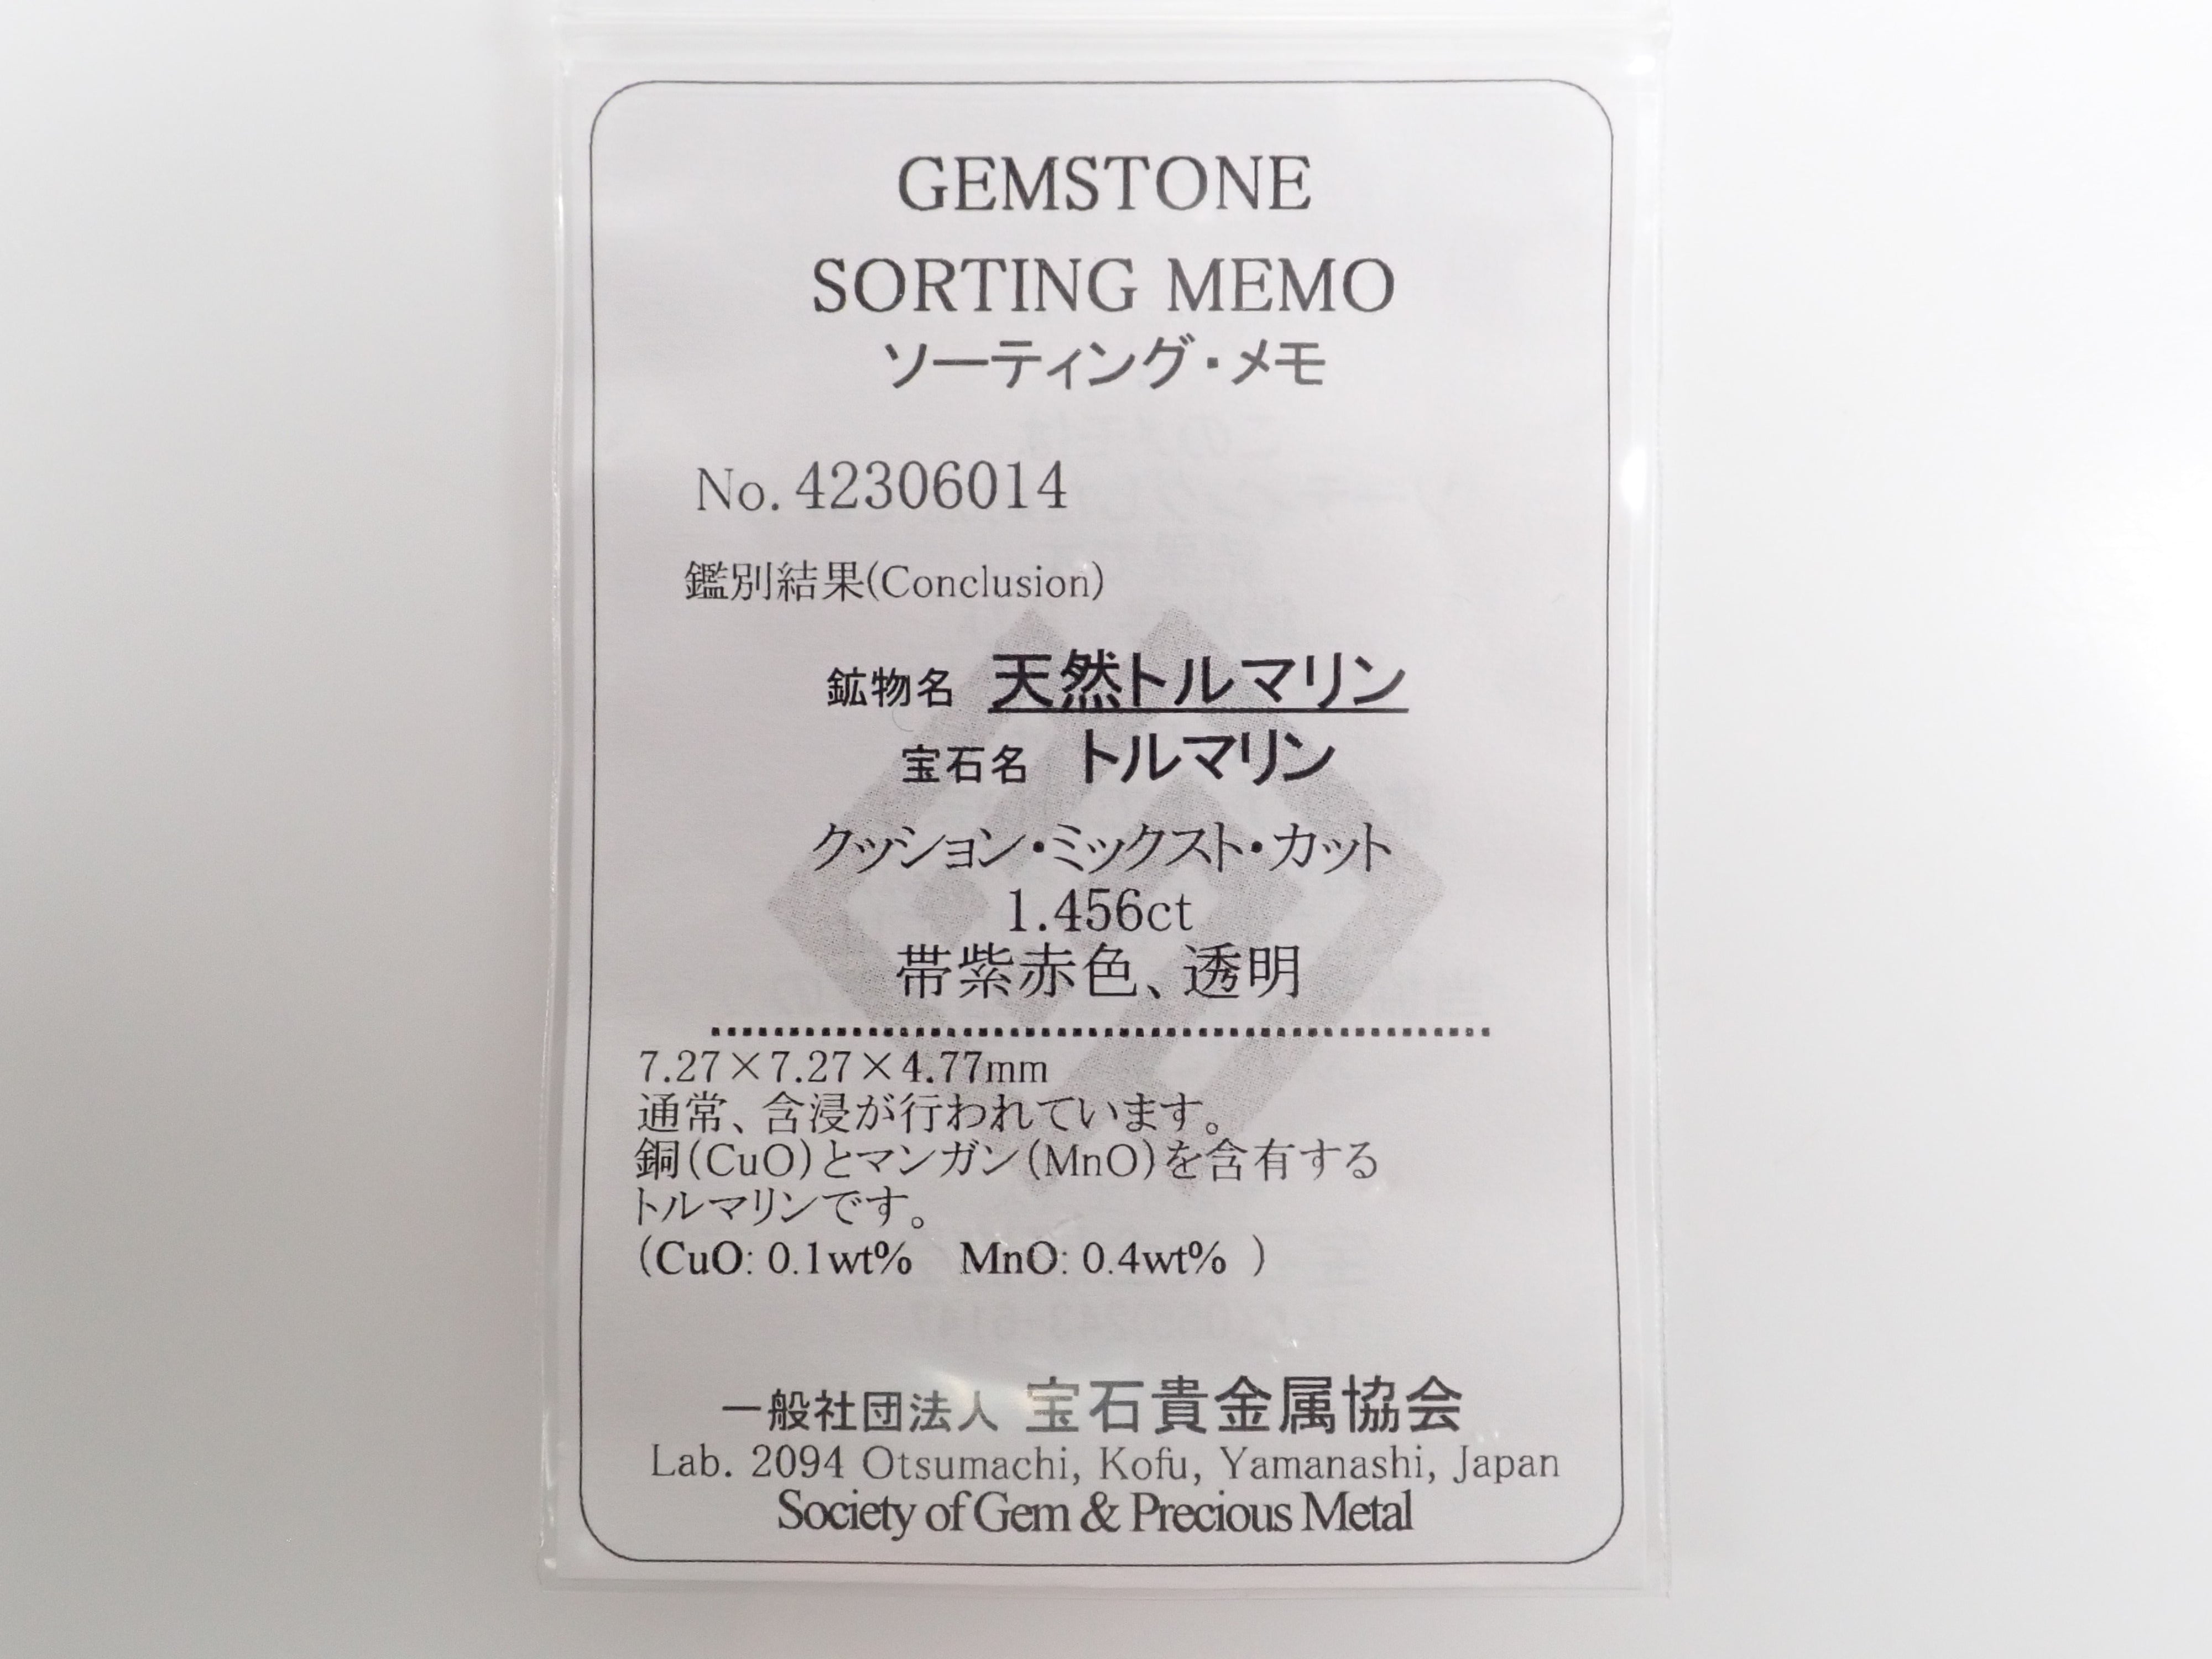 GEMSTONE
SORTING MEMO
ソーティング・メモ
No. 42306014
鑑別結果(Conclusion)
鉱物名 天然トルマリン
宝石名 トルマリン
クッション・ミックスト・カット
1.456ct
帯紫赤色、透明
7.27×7.27×4.77mm
通常、含浸が行われています。
銅(CuO)とマンガン(MnO)を含有する
トルマリンです。
(CuO: 0.1wt% MnO: 0.4wt% )
一般社団法人 宝石貴金属協会
Lab. 2094 Otsumachi, Kofu, Yamanashi, Japan
Society of Gem & Precious Metal